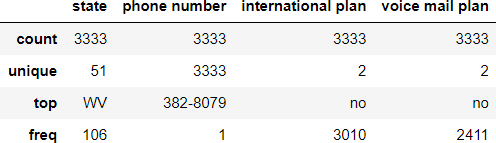 state phone number international plan voice mail plan
count 3333 3333 3333 3333
unique 51 3333 2 2
top WV 382-8079 no no
freq 106 1 3010 2411